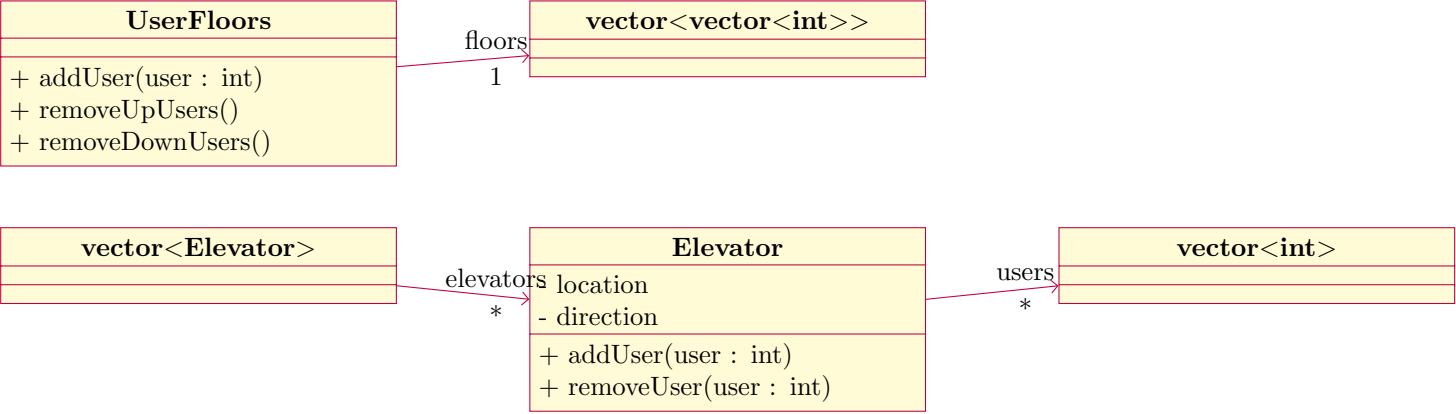 UserFloors
+ addUser(user : int)
+ removeUpUsers()
+ removeDownUsers()
floors
1
vector<vector<int>>
vector<Elevator>
elevators
*
Elevator
- location
- direction
+ addUser(user : int)
+ removeUser(user : int)
users
*
vector<int>